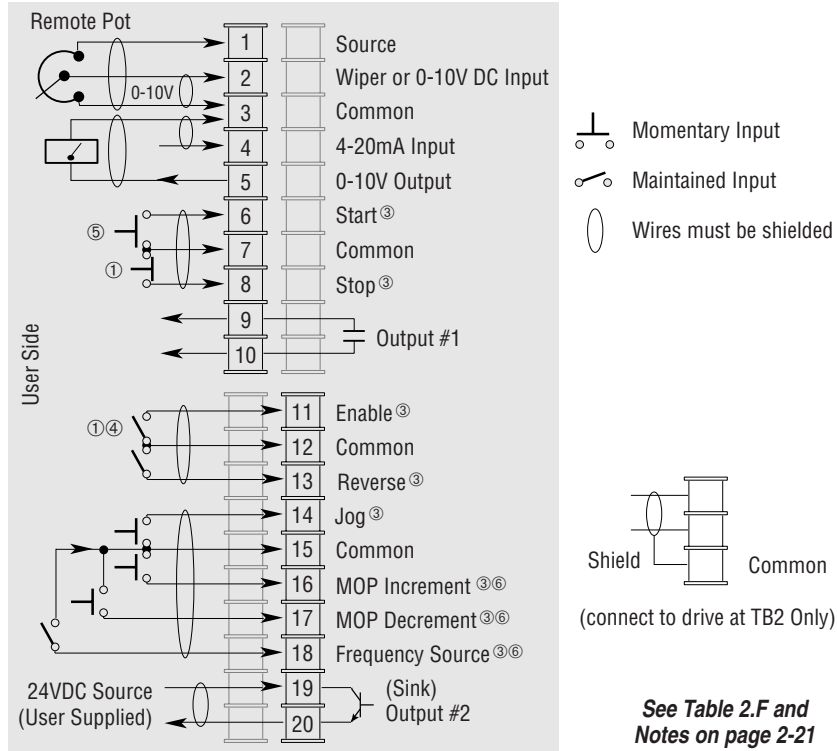 Remote Pot
1 Source
2 Wiper or 0-10V DC Input
0-10V
3 Common
4 4-20mA Input
5 0-10V Output
6 Start③
⑤
7 Common
①
8 Stop③
9
Output #1
10
User Side
11 Enable③
①④
12 Common
13 Reverse③
14 Jog③
15 Common
16 MOP Increment ③⑥
17 MOP Decrement ③⑥
18 Frequency Source ③⑥
24VDC Source
(User Supplied)
19 (Sink)
Output #2
20
Momentary Input
Maintained Input
Wires must be shielded
Shield
Common
(connect to drive at TB2 Only)
See Table 2.F and
Notes on page 2-21